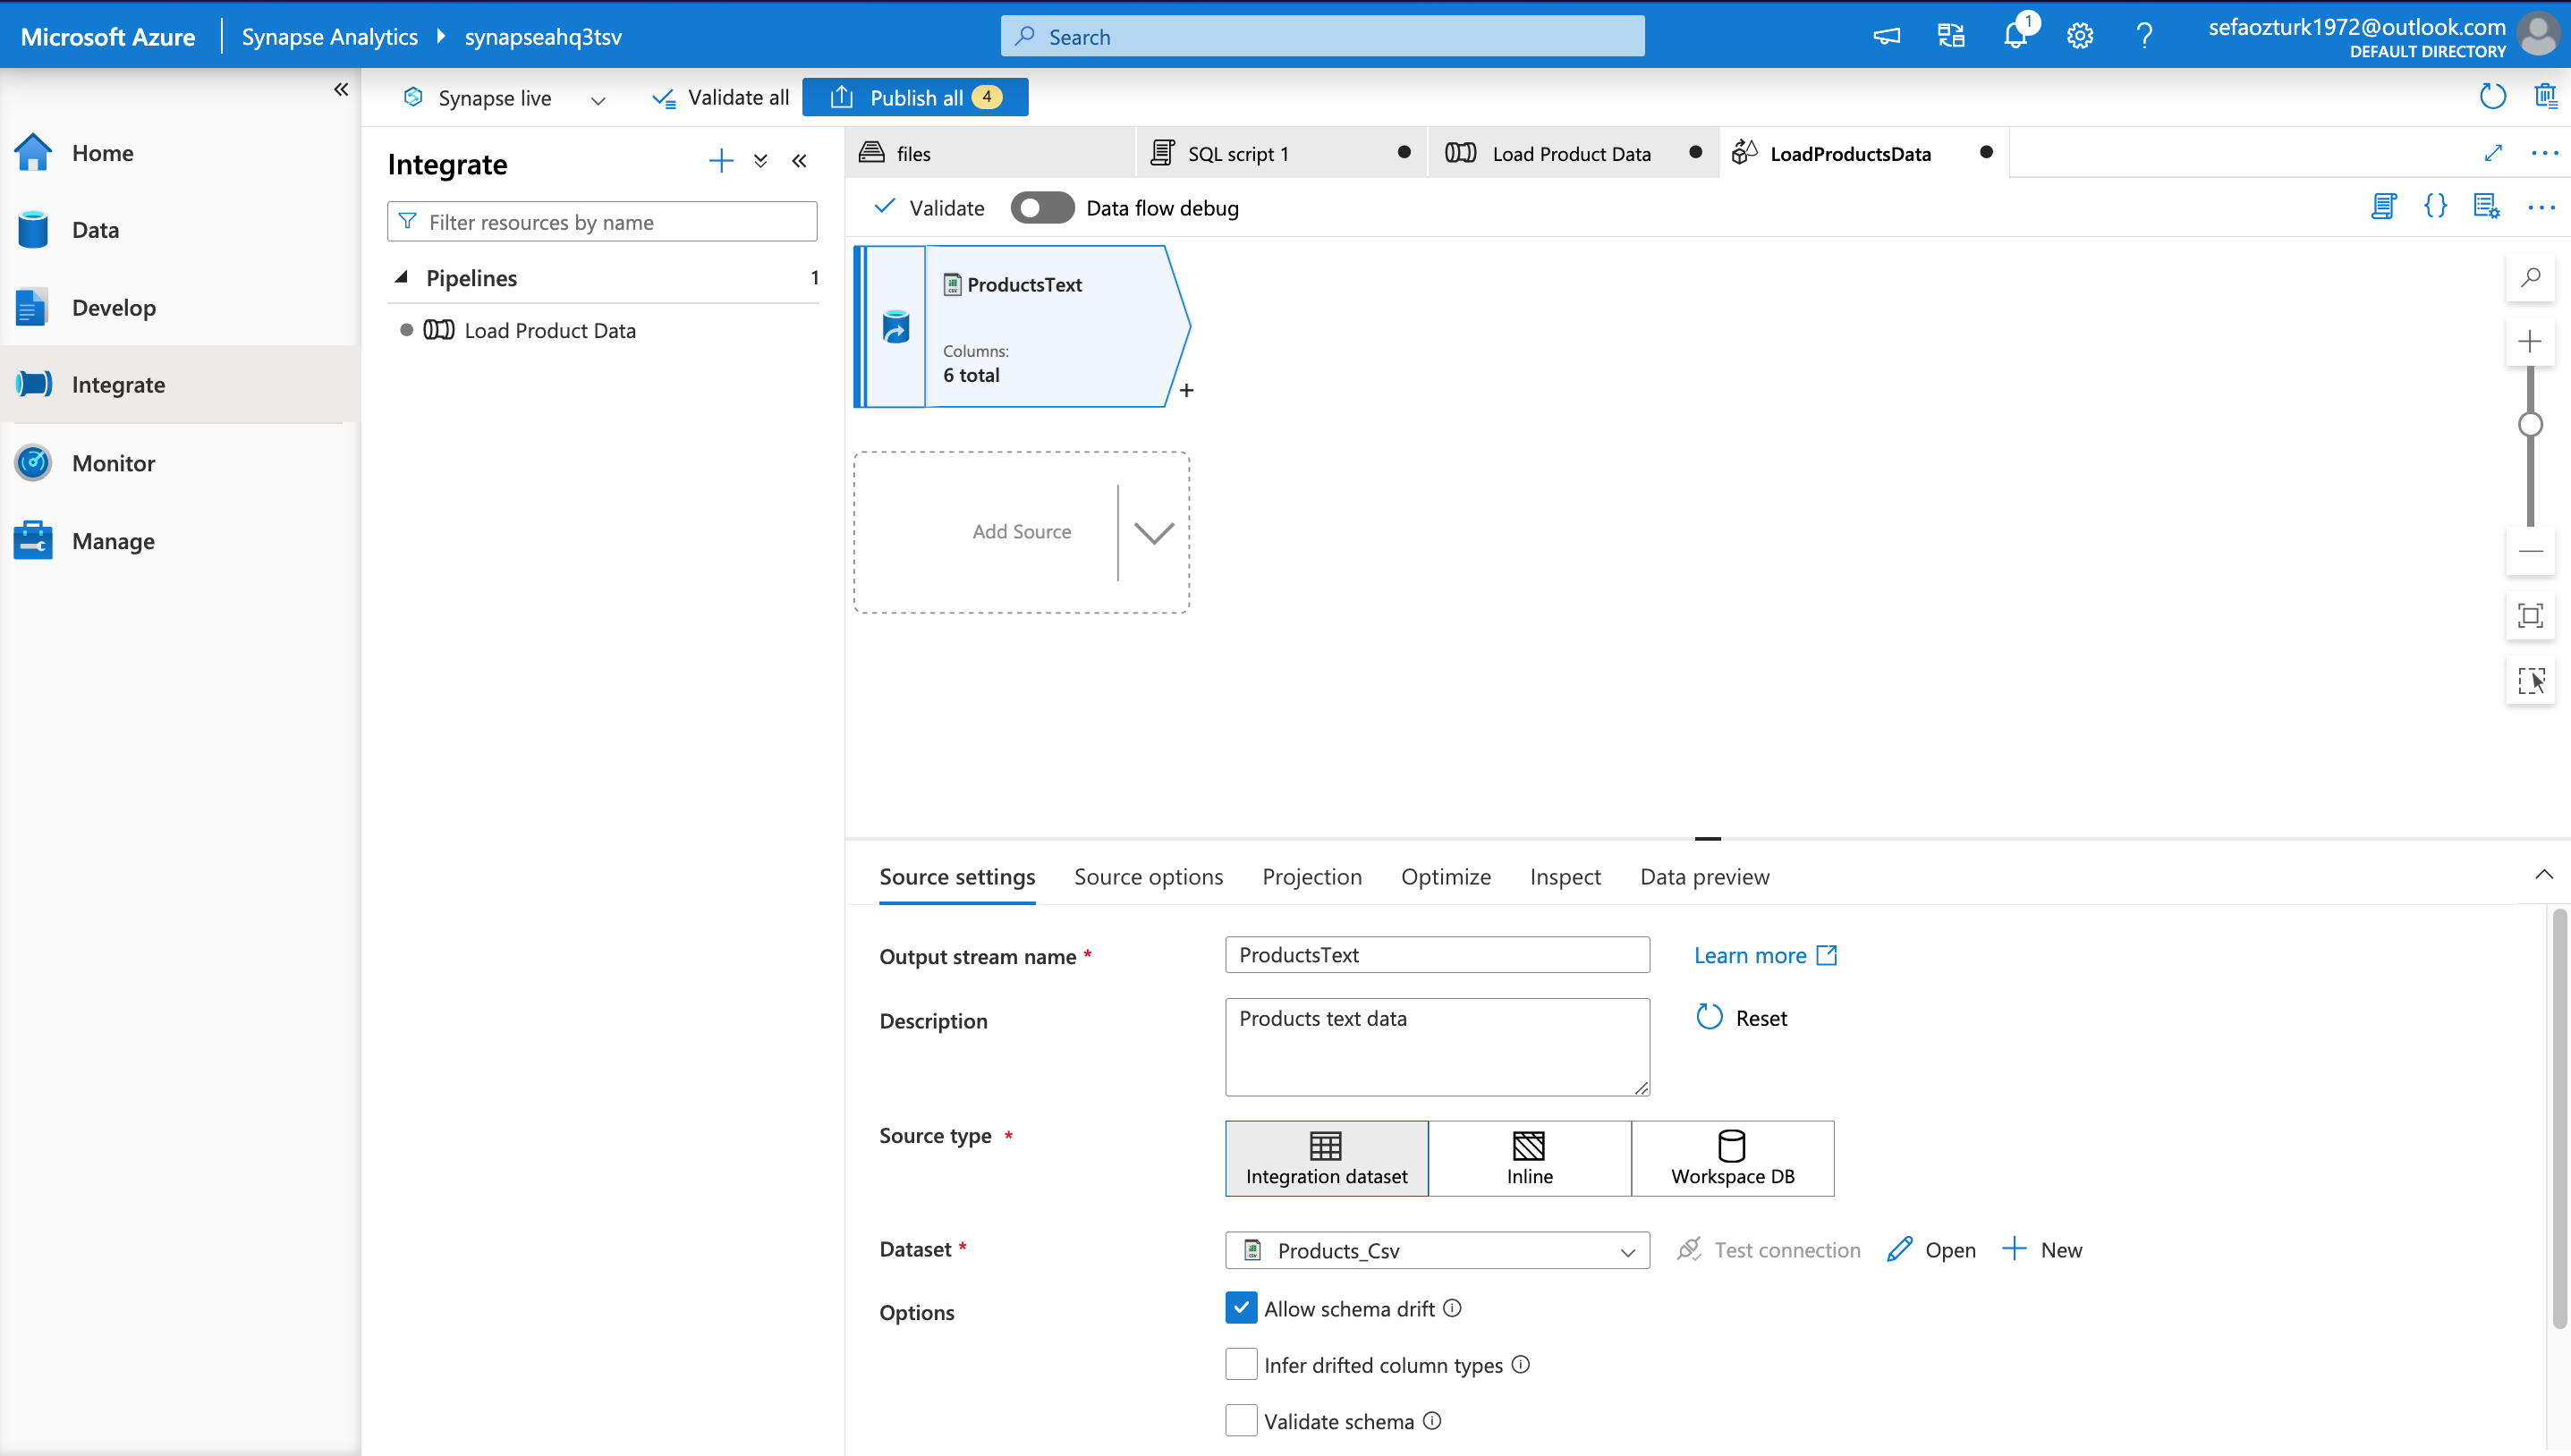 Microsoft Azure
Synapse Analytics
synapseahq3tsv
Search
1
sefaozturk1972@outlook.com
DEFAULT DIRECTORY
Synapse live
Validate all
Publish all
4
Home
Data
Develop
Integrate
Monitor
Manage
Integrate
Filter resources by name
Pipelines
1
Load Product Data
files
SQL script 1
Load Product Data
LoadProductsData
Validate
Data flow debug
ProductsText
Columns:
6 total
Add Source
Source settings
Source options
Projection
Optimize
Inspect
Data preview
Output stream name *
ProductsText
Learn more
Description
Products text data
Reset
Source type *
Integration dataset
Inline
Workspace DB
Dataset *
Products_Csv
Test connection
Open
New
Options
Allow schema drift
Infer drifted column types
Validate schema